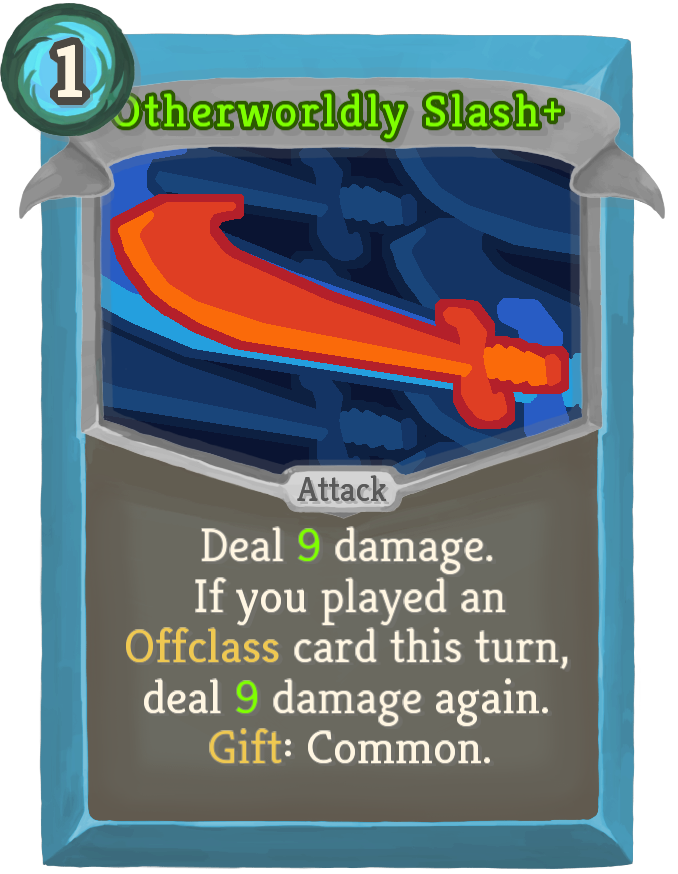 1
Otherworldly Slash+
Attack
Deal 9 damage.
If you played an
Offclass card this turn,
deal 9 damage again.
Gift: Common.